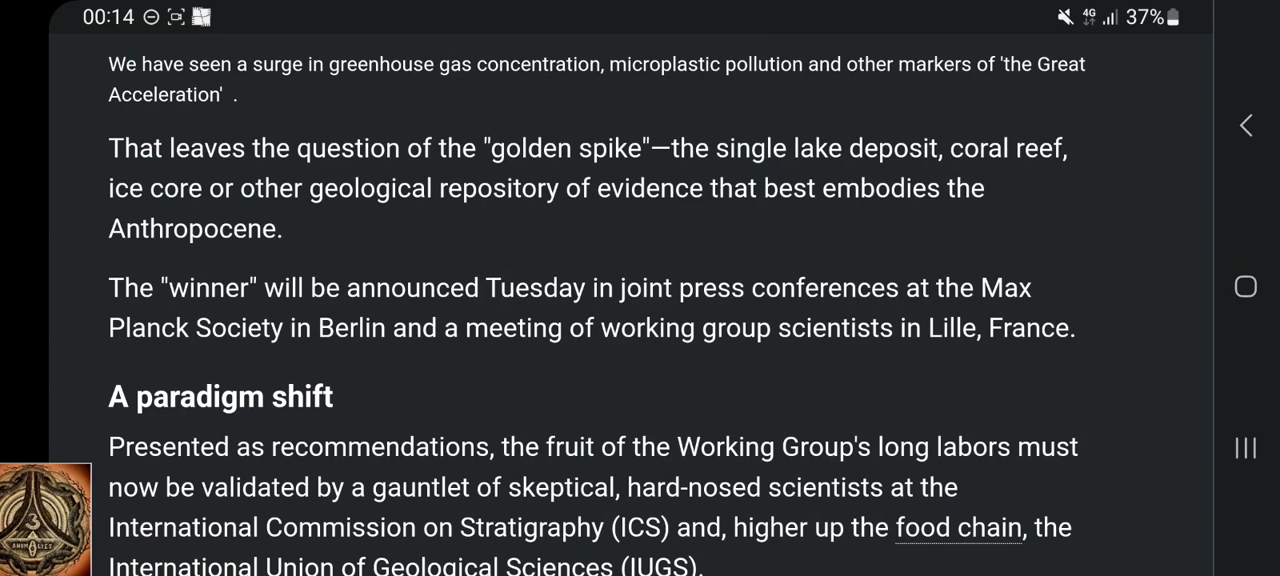 00:14
4G
37%
We have seen a surge in greenhouse gas concentration, microplastic pollution and other markers of 'the Great
Acceleration' .
That leaves the question of the "golden spike"—the single lake deposit, coral reef,
ice core or other geological repository of evidence that best embodies the
Anthropocene.
The "winner" will be announced Tuesday in joint press conferences at the Max
Planck Society in Berlin and a meeting of working group scientists in Lille, France.
A paradigm shift
Presented as recommendations, the fruit of the Working Group's long labors must
now be validated by a gauntlet of skeptical, hard-nosed scientists at the
International Commission on Stratigraphy (ICS) and, higher up the food chain, the
International Union of Geological Sciences (IUGS).
3